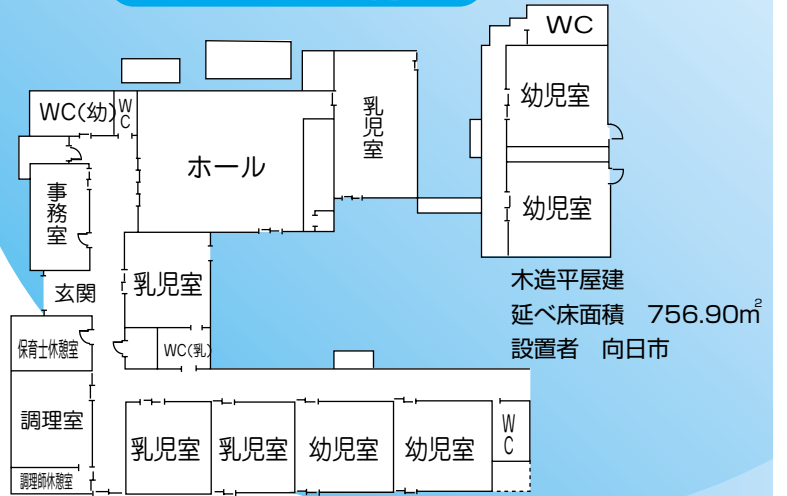 WC
幼児室
幼児室
WC(幼)
WC
乳児室
ホール
事務室
玄関
乳児室
WC(乳)
保育士休憩室
調理室
調理師休憩室
乳児室
乳児室
幼児室
幼児室
WC
木造平屋建
延べ床面積　756.90㎡
設置者　向日市